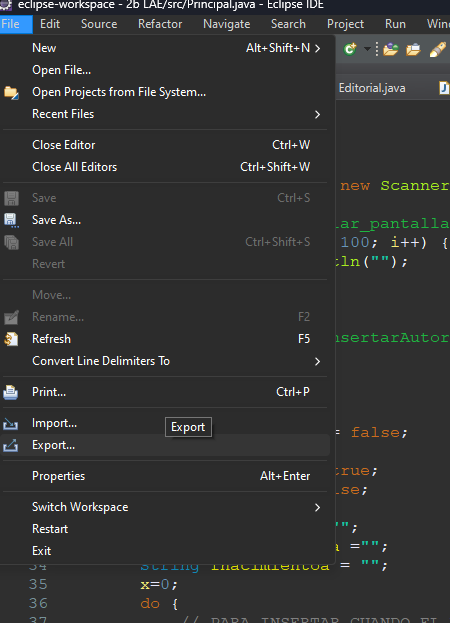 eclipse-workspace - 2b LAE/src/Principal.java - Eclipse IDE
File Edit Source Refactor Navigate Search Project Run Window
New Alt+Shift+N
Open File...
Open Projects from File System...
Editorial.java
Recent Files
Close Editor Ctrl+W
Close All Editors Ctrl+Shift+W
new Scanner
Save Ctrl+S
Save As...
ar_pantalla
Save All Ctrl+Shift+S
100; i++) {
Revert
tln("");
Move...
Rename... F2
Refresh F5
nsertarAutor
Convert Line Delimiters To
Print... Ctrl+P
Import...
Export
= false;
Export...
Properties Alt+Enter
true;
lse;
Switch Workspace
"";
Restart
a ="";
Exit
34 String fnacimientoa = "";
35 x=0;
36 do {
37 // PARA INSERTAR CUANDO EL